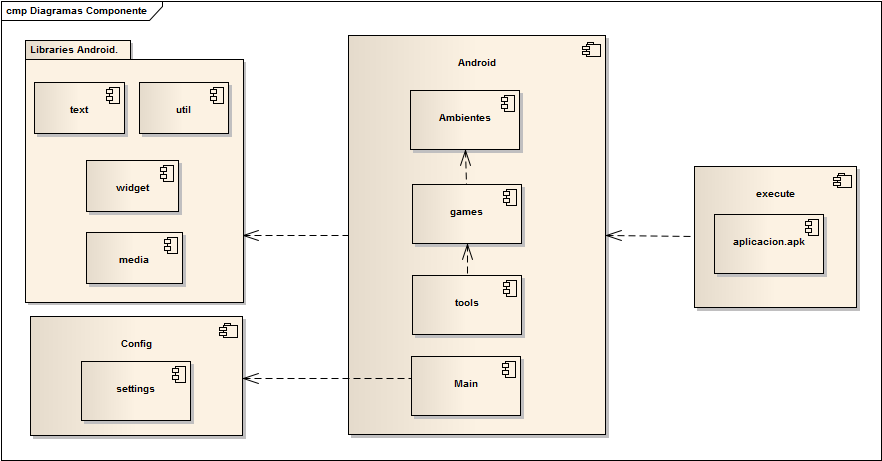 cmp Diagramas Componente
Libraries Android.
text
util
widget
media
Config
settings
Android
Ambientes
games
tools
Main
execute
aplicacion.apk